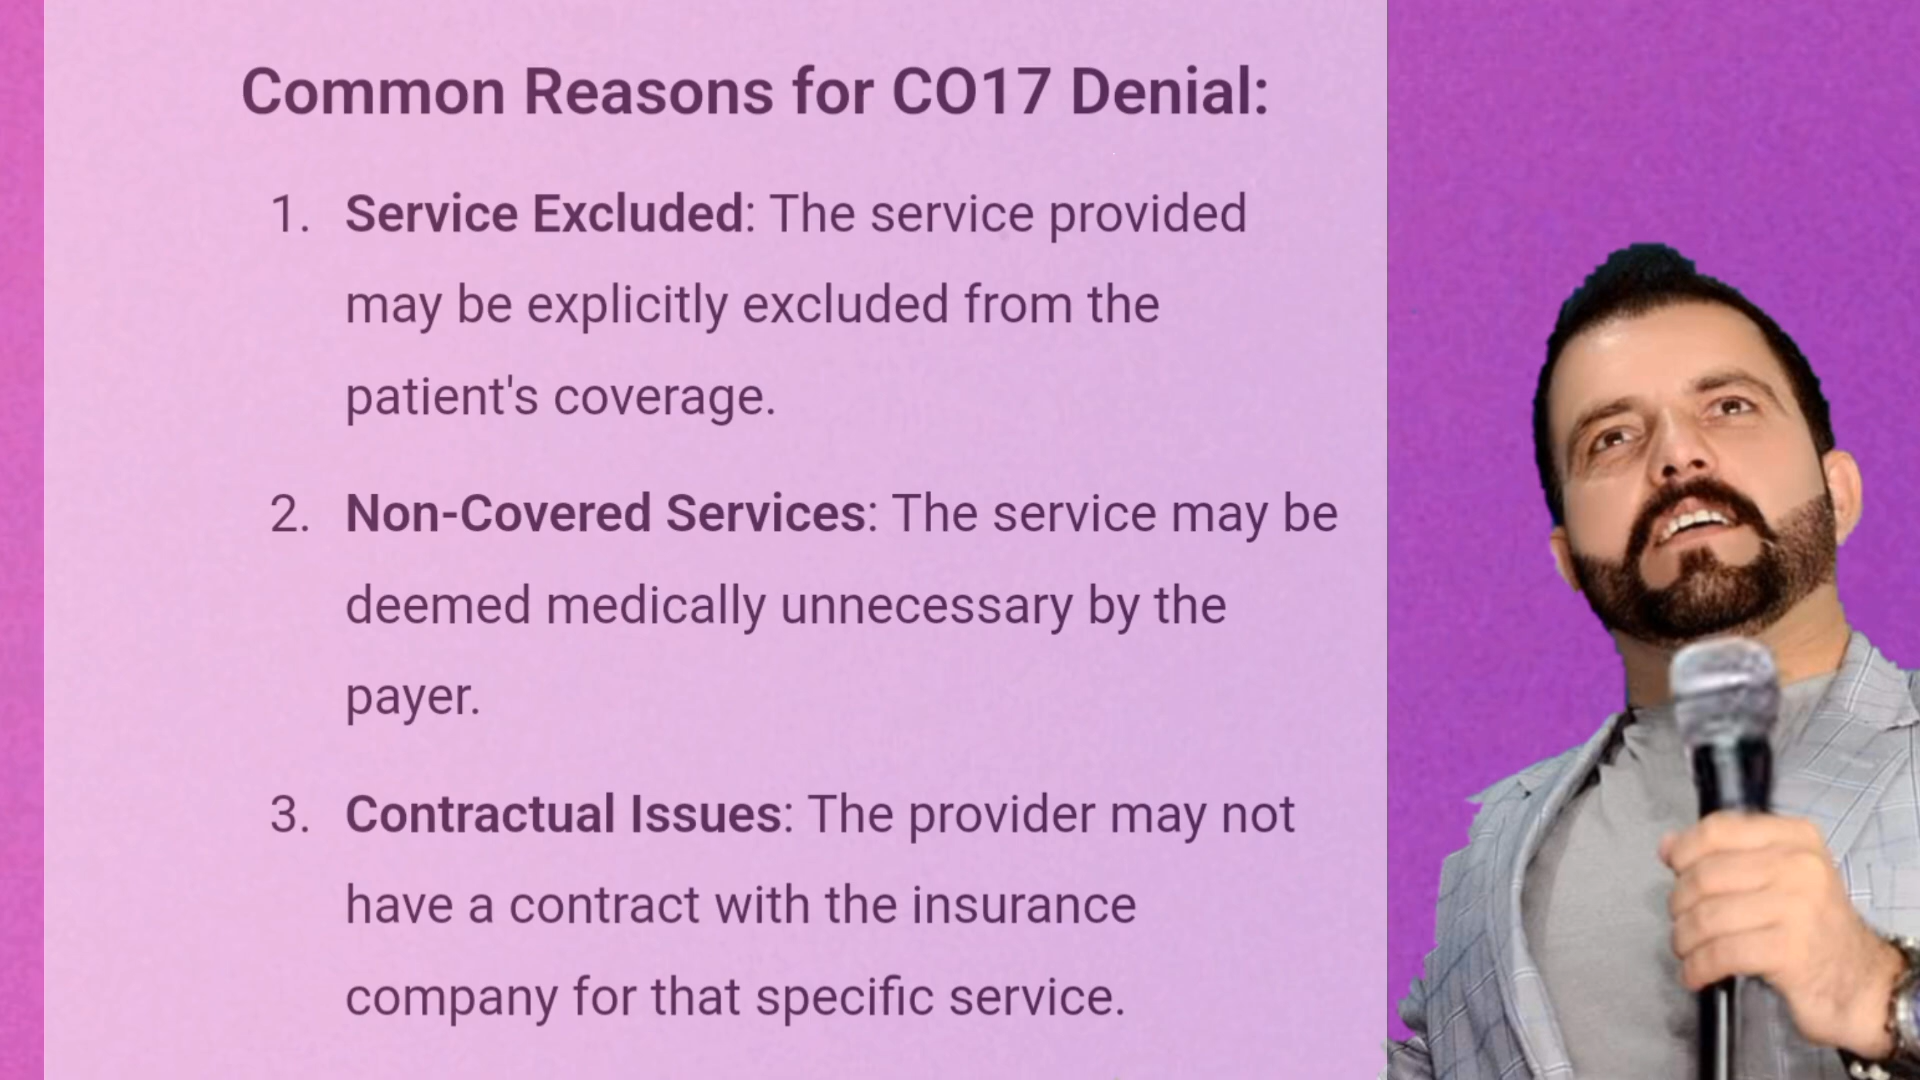 Common Reasons for CO17 Denial:
1. Service Excluded: The service provided
may be explicitly excluded from the
patient's coverage.
2. Non-Covered Services: The service may be
deemed medically unnecessary by the
payer.
3. Contractual Issues: The provider may not
have a contract with the insurance
company for that specific service.